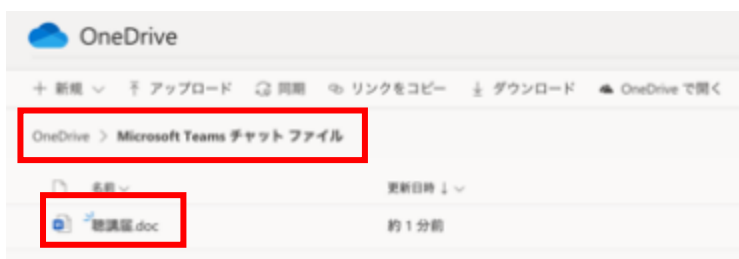 OneDrive
＋ 新規 アップロード 同期 リンクをコピー ダウンロード OneDrive で開く
OneDrive > Microsoft Teams チャット ファイル
名前 更新日時 ↓
聴講届.doc 約 1 分前